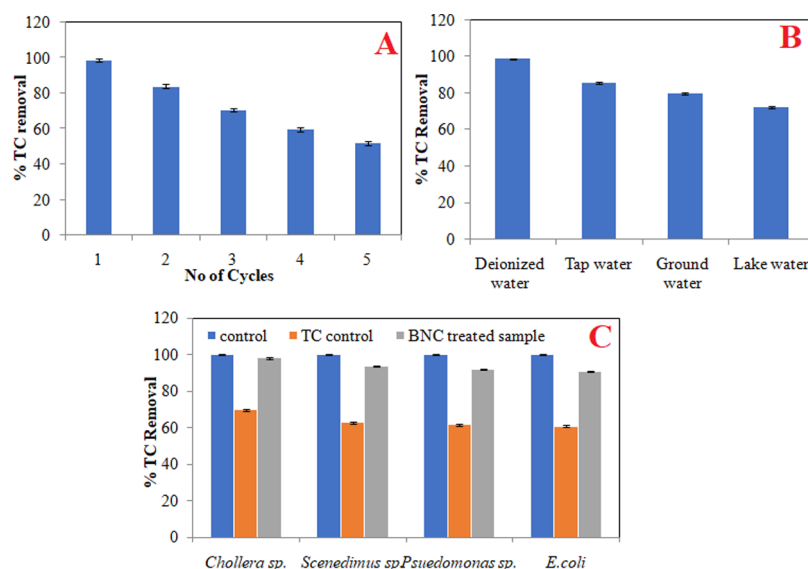 A
% TC removal
120
100
80
60
40
20
0
1 2 3 4 5
No of Cycles
B
% TC Removal
120
100
80
60
40
20
0
Deionized water Tap water Ground water Lake water
C
control TC control BNC treated sample
% TC Removal
120
100
80
60
40
20
0
Chollera sp. Scenedimus sp. Psuedomonas sp. E.coli